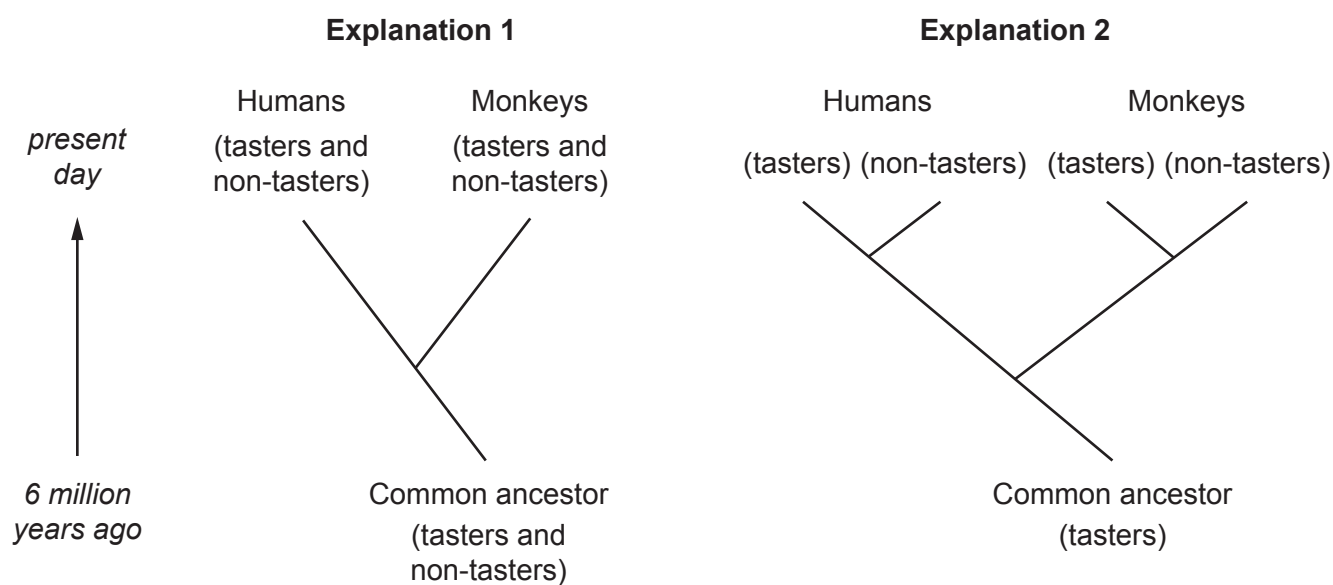 Explanation 1
Explanation 2
Humans
Monkeys
Humans
Monkeys
present
day
(tasters and
non-tasters)
(tasters and
non-tasters)
(tasters) (non-tasters)
(tasters) (non-tasters)
6 million
years ago
Common ancestor
(tasters and
non-tasters)
Common ancestor
(tasters)